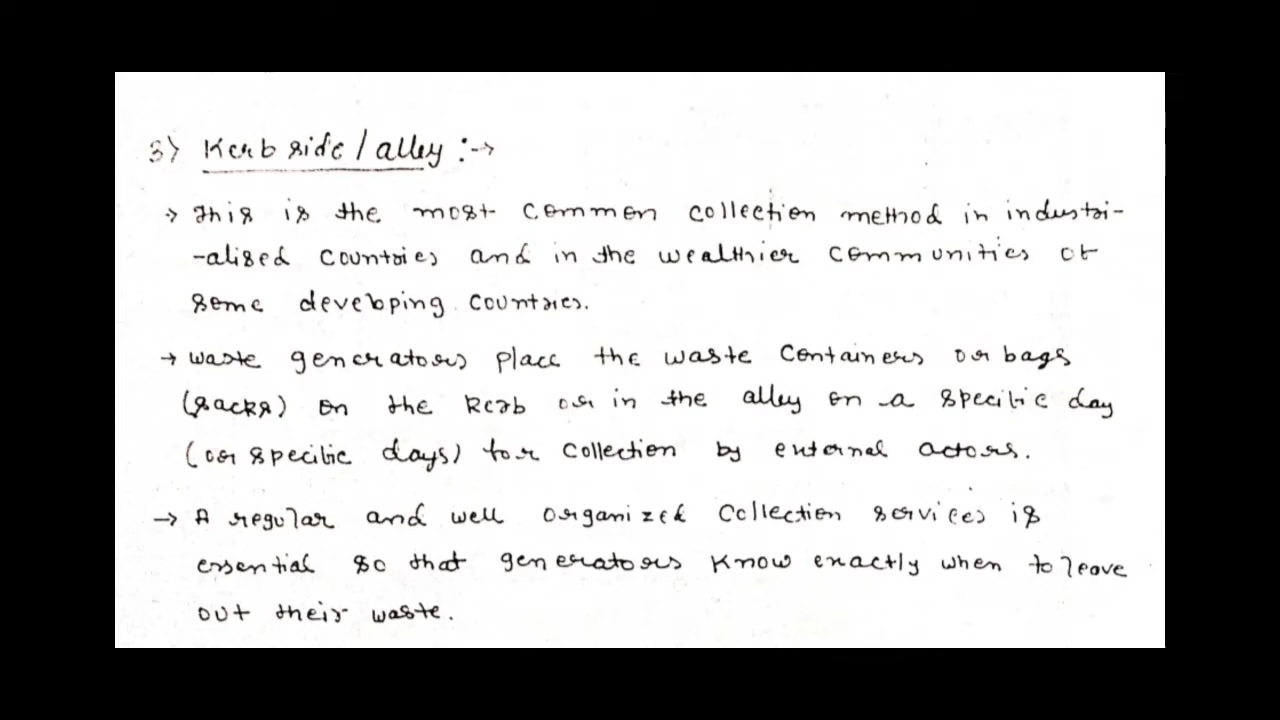 3) Kerb side / alley :->
-> This is the most common collection method in industri-
-alised countries and in the wealthier communities of
some developing countries.
-> waste generators place the waste containers or bags
(sacks) on the kerb or in the alley on a specific day
(or specific days) for collection by external actors.
-> A regular and well organized collection services is
essential so that generators know exactly when to leave
out their waste.